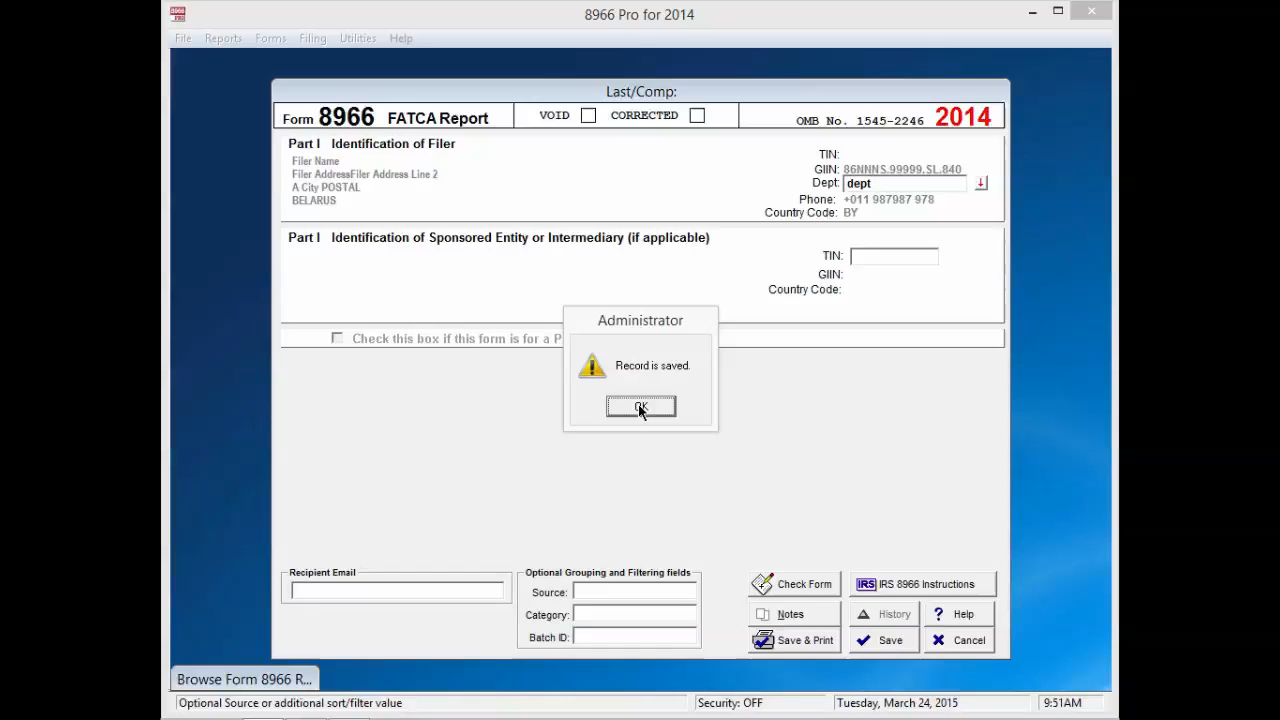 8966 PRO
8966 Pro for 2014
File Reports Forms Filing Utilities Help
Last/Comp:
Form 8966 FATCA Report VOID CORRECTED OMB No. 1545-2246 2014
Part I Identification of Filer
Filer Name
Filer AddressFiler Address Line 2
A City POSTAL
BELARUS
TIN:
GIIN: 86NNNS.99999.SL.840
Dept: dept
Phone: +011 987987 978
Country Code: BY
Part I Identification of Sponsored Entity or Intermediary (if applicable)
TIN:
GIIN:
Country Code:
Check this box if this form is for a P
Administrator
Record is saved.
OK
Recipient Email
Optional Grouping and Filtering fields
Source:
Category:
Batch ID:
Check Form IRS IRS 8966 Instructions
Notes History Help
Save & Print Save Cancel
Browse Form 8966 R...
Optional Source or additional sort/filter value Security: OFF Tuesday, March 24, 2015 9:51AM